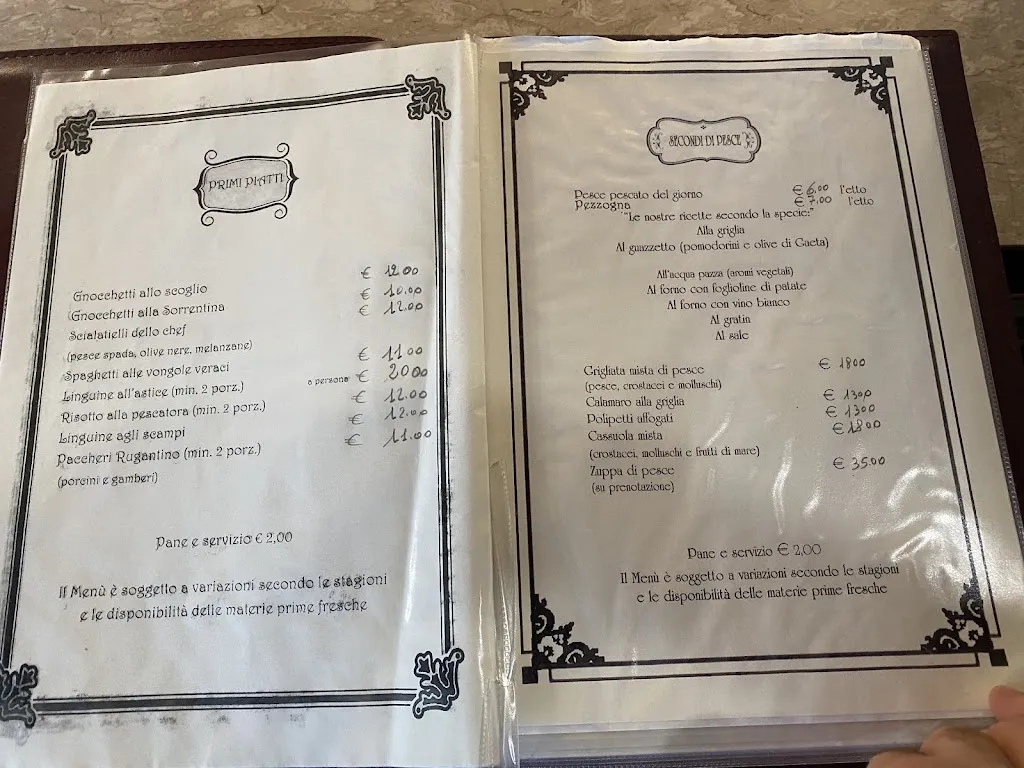 PRIMI PIATTI
Gnocchetti allo scoglio € 12.00
Gnocchetti alla Sorrentina € 10.00
Scialatielli dello chef € 12.00
(pesce spada, olive nere, melanzane)
Spaghetti alle vongole veraci € 11.00
Linguine all'astice (min. 2 porz.) a persona € 20.00
Risotto alla pescatora (min. 2 porz.) € 12.00
Linguine agli scampi € 12.00
Paccheri Rugantino (min. 2 porz.) € 11.00
(porcini e gamberi)
Pane e servizio € 2,00
Il Menù è soggetto a variazioni secondo le stagioni
e le disponibilità delle materie prime fresche
SECONDI DI PESCE
Pesce pescato del giorno € 6.00 l'etto
Pezzogna € 7.00 l'etto
"Le nostre ricette secondo la specie:"
Alla griglia
Al guazzetto (pomodorini e olive di Gaeta)
All'acqua pazza (aromi vegetali)
Al forno con foglioline di patate
Al forno con vino bianco
Al gratin
Al sale
Grigliata mista di pesce € 1800
(pesce, crostacei e molluschi)
Calamaro alla griglia € 1300
Polipetti affogati € 1300
Cassuola mista € 1800
(crostacei, molluschi e frutti di mare)
Zuppa di pesce € 35.00
(su prenotazione)
Pane e servizio € 2,00
Il Menù è soggetto a variazioni secondo le stagioni
e le disponibilità delle materie prime fresche